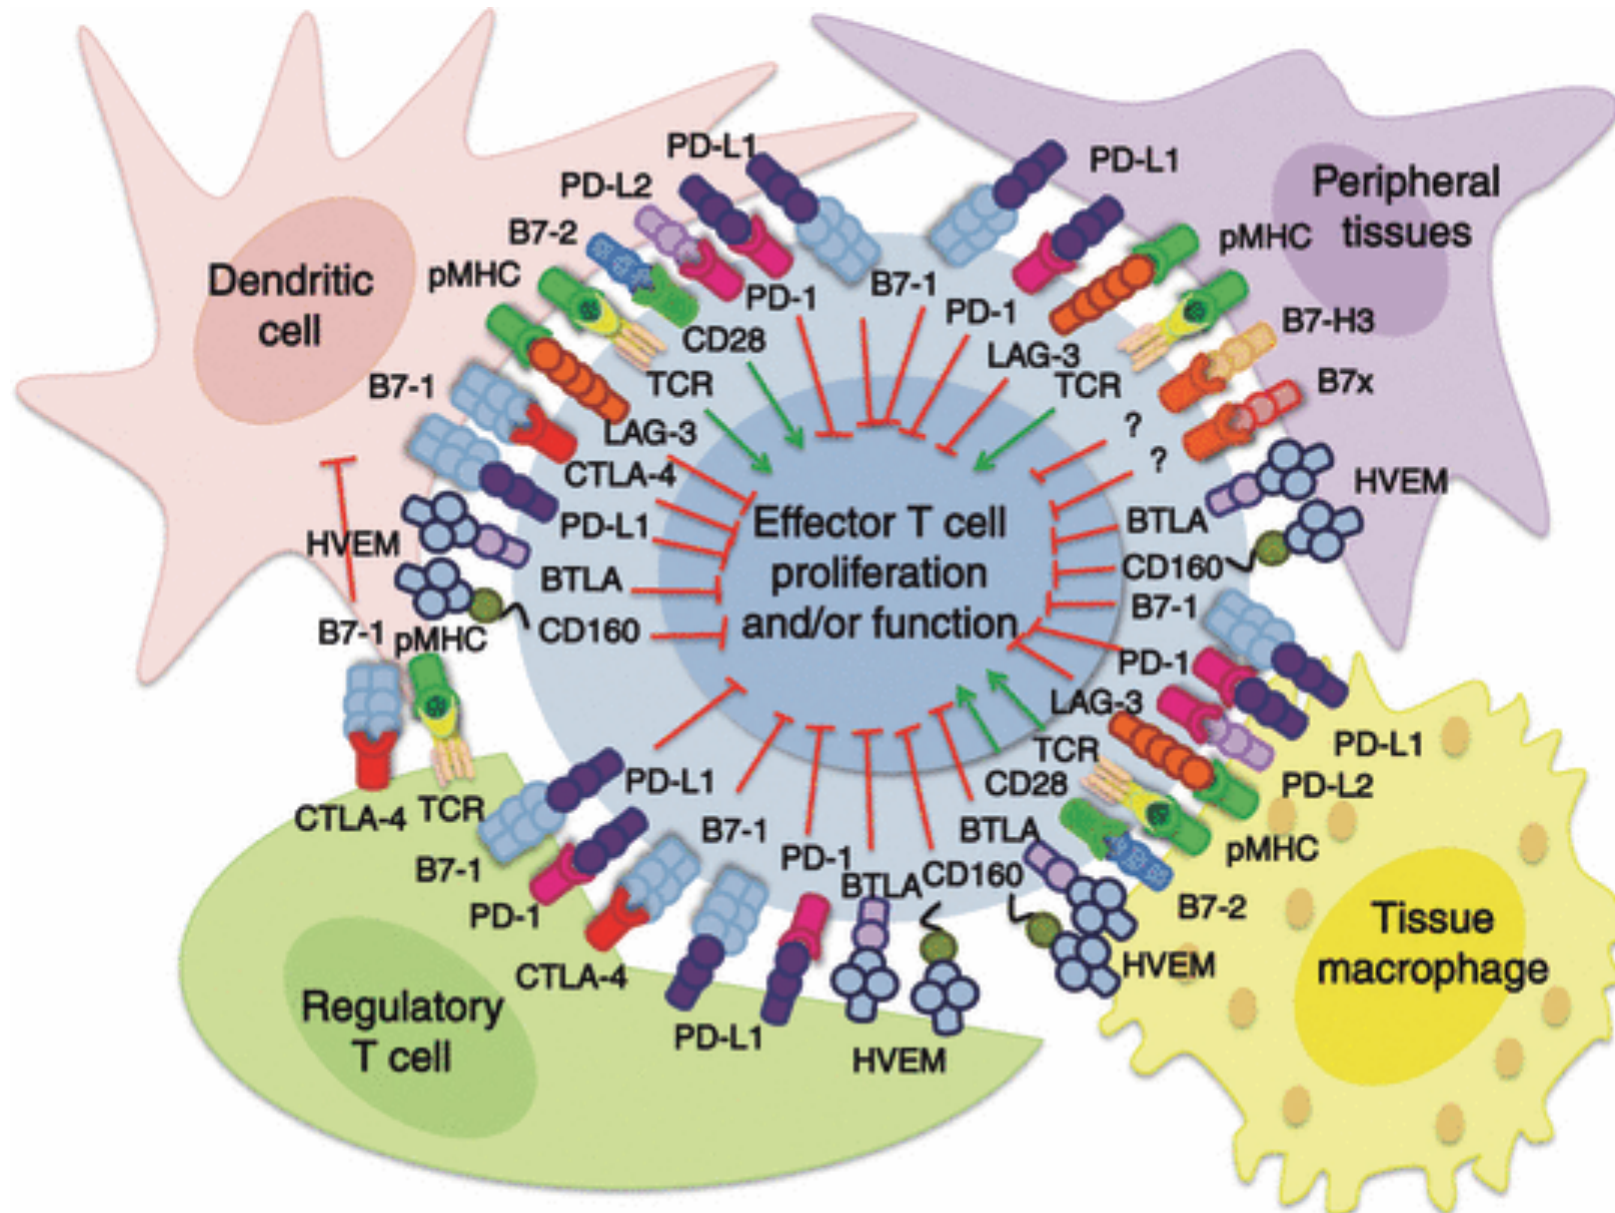 PD-L1
PD-L2
B7-2
pMHC
Dendritic
cell
B7-1
PD-1
CD28
TCR
LAG-3
CTLA-4
PD-L1
HVEM
BTLA
CD160
B7-1
pMHC
B7-1
PD-L1
Peripheral
tissues
pMHC
PD-1
LAG-3
TCR
B7-H3
B7x
?
?
HVEM
BTLA
CD160
B7-1
Effector T cell
proliferation
and/or function
PD-1
LAG-3
TCR
CD28
PD-L1
PD-L2
pMHC
B7-2
BTLA
CD160
HVEM
Tissue
macrophage
CTLA-4
TCR
PD-L1
B7-1
B7-1
PD-1
PD-1
BTLA
CTLA-4
PD-L1
HVEM
Regulatory
T cell